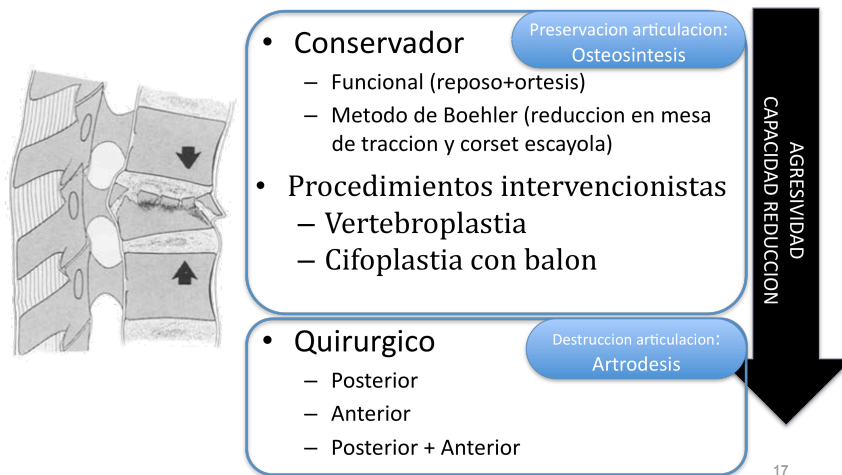 Preservacion articulacion:
Osteosintesis
• Conservador
– Funcional (reposo+ortesis)
– Metodo de Boehler (reduccion en mesa
de traccion y corset escayola)
• Procedimientos intervencionistas
– Vertebroplastia
– Cifoplastia con balon
Destruccion articulacion:
Artrodesis
• Quirurgico
– Posterior
– Anterior
– Posterior + Anterior
AGRESIVIDAD
CAPACIDAD REDUCCION
17